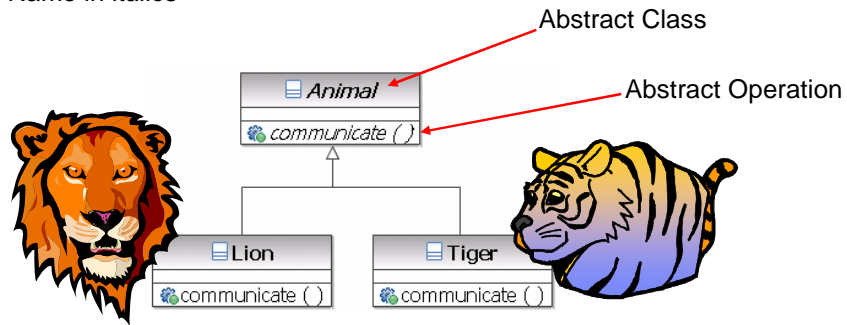 Abstract Class
Animal
Abstract Operation
communicate ( )
Lion
Tiger
communicate ( )
communicate ( )